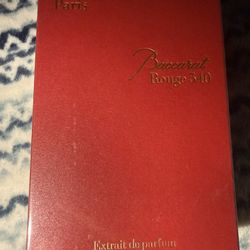 Paris
Baccarat
Rouge 540
Extrait de parfum